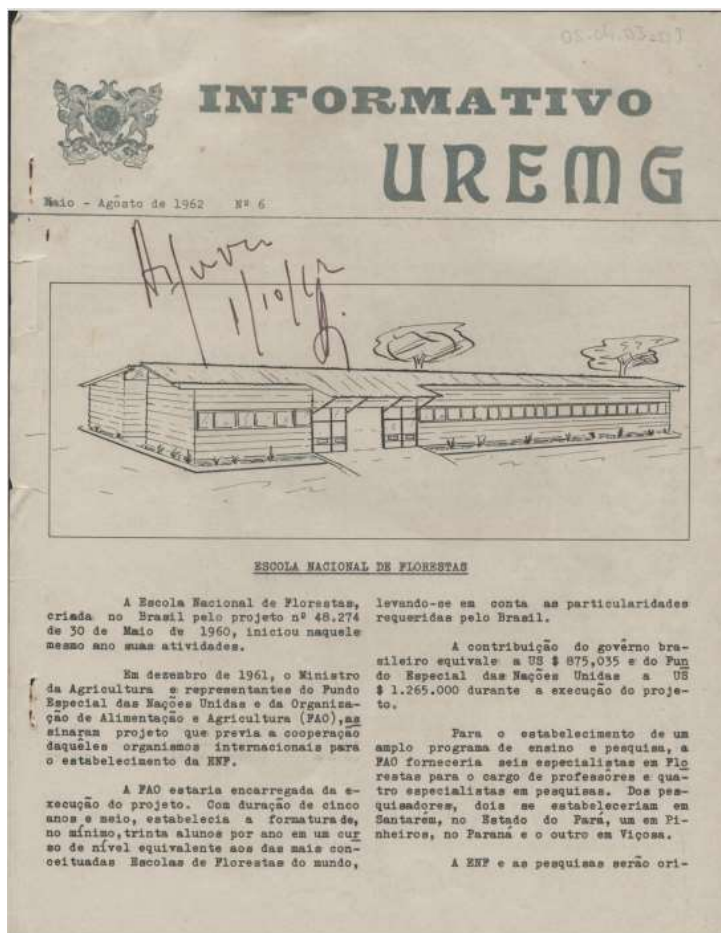 INFORMATIVO
UREMG
Maio - Agôsto de 1962 Nº 6
1/10/62
ESCOLA NACIONAL DE FLORESTAS
A Escola Nacional de Florestas,
criada no Brasil pelo projeto nº 48.274
de 30 de Maio de 1960, iniciou naquele
mesmo ano suas atividades.
Em dezembro de 1961, o Ministro
da Agricultura e representantes do Fundo
Especial das Nações Unidas e da Organiza-
ção de Alimentação e Agricultura (FAO), as
sinaram projeto que previa a cooperação
daquêles organismos internacionais para
o estabelecimento da ENF.
A FAO estaria encarregada da e-
xecução do projeto. Com duração de cinco
anos e meio, estabelecia a formatura de,
no mínimo, trinta alunos por ano em um cur
so de nível equivalente aos das mais con-
ceituadas Escolas de Florestas do mundo,
levando-se em conta as particularidades
requeridas pelo Brasil.
A contribuição do govêrno bra-
sileiro equivale a US $ 875,035 e do Fun
do Especial das Nações Unidas a US
$ 1.265.000 durante a execução do proje-
to.
Para o estabelecimento de um
amplo programa de ensino e pesquisa, a
FAO forneceria seis especialistas em Flo
restas para o cargo de professôres e qua-
tro especialistas em pesquisas. Dos pes-
quisadores, dois se estabeleceriam em
Santarém, no Estado do Pará, um em Pi-
nheiros, no Paraná e o outro em Viçosa.
A ENF e as pesquisas serão ori-